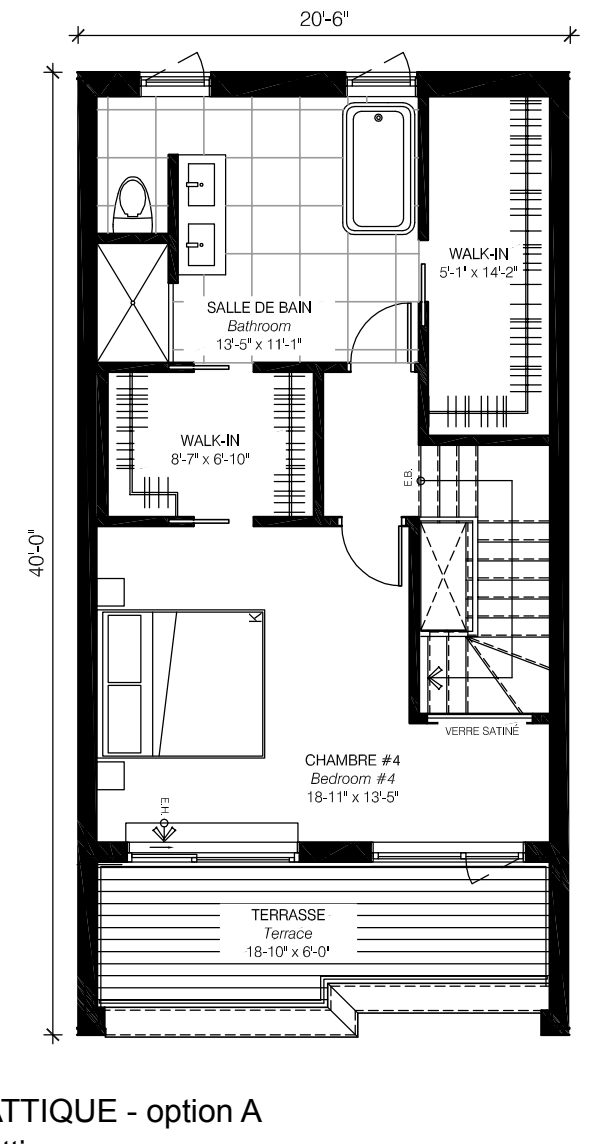 20'-6"
WALK-IN
5'-1" x 14'-2"
SALLE DE BAIN
Bathroom
13'-5" x 11'-1"
WALK-IN
8'-7" x 6'-10"
E.B.
40'-0"
K
VERRE SATINÉ
CHAMBRE #4
Bedroom #4
18-11" x 13'-5"
E.H.
TERRASSE
Terrace
18-10" x 6'-0"
ATTIQUE - option A